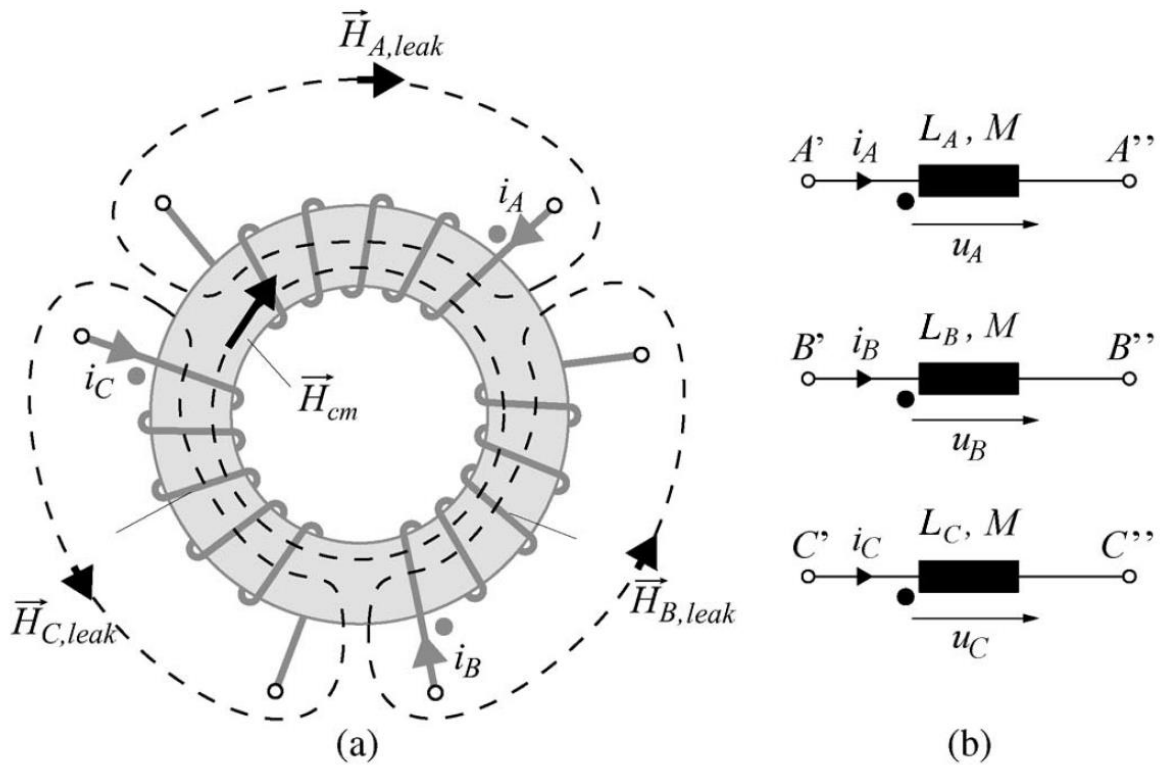 H⃗A,leak
iA
iC
H⃗cm
H⃗C,leak
H⃗B,leak
iB
(a)
A’ iA LA, M A’’
uA
B’ iB LB, M B’’
uB
C’ iC LC, M C’’
uC
(b)